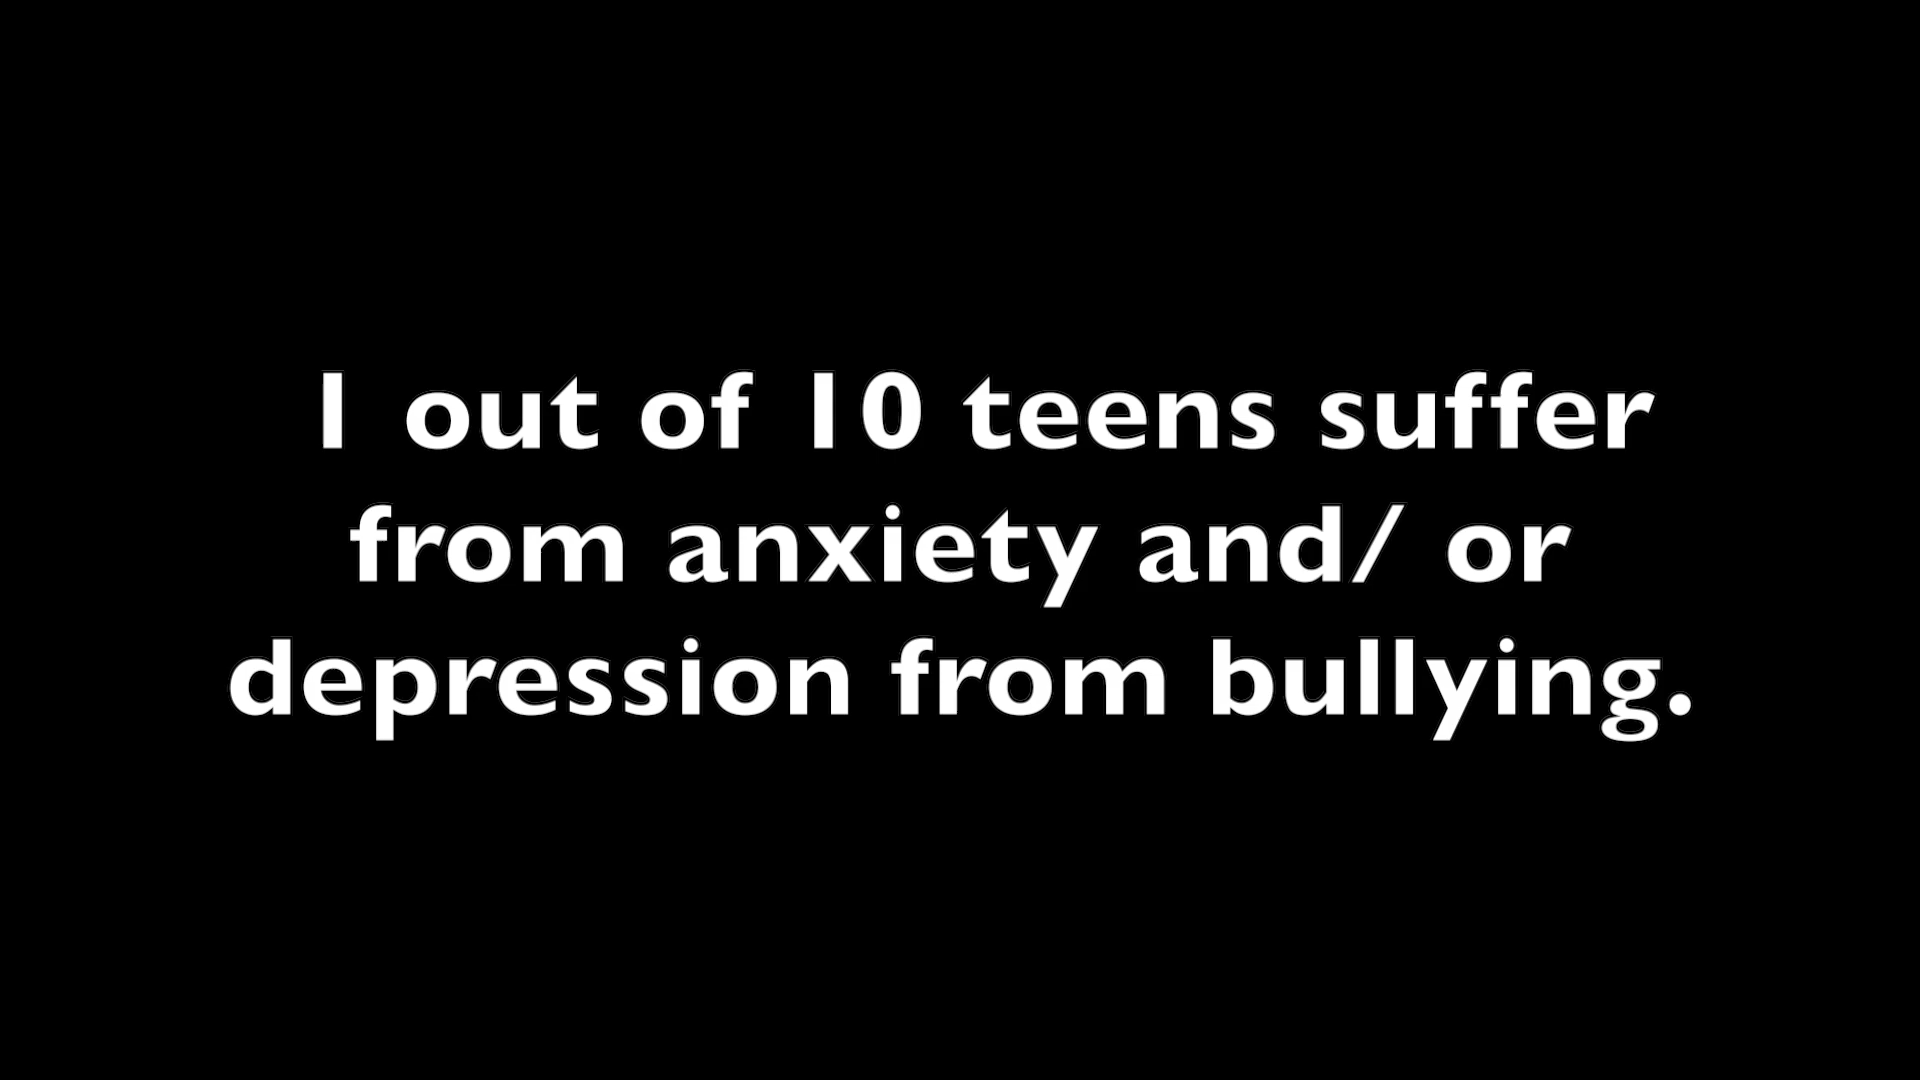 1 out of 10 teens suffer
from anxiety and/ or
depression from bullying.